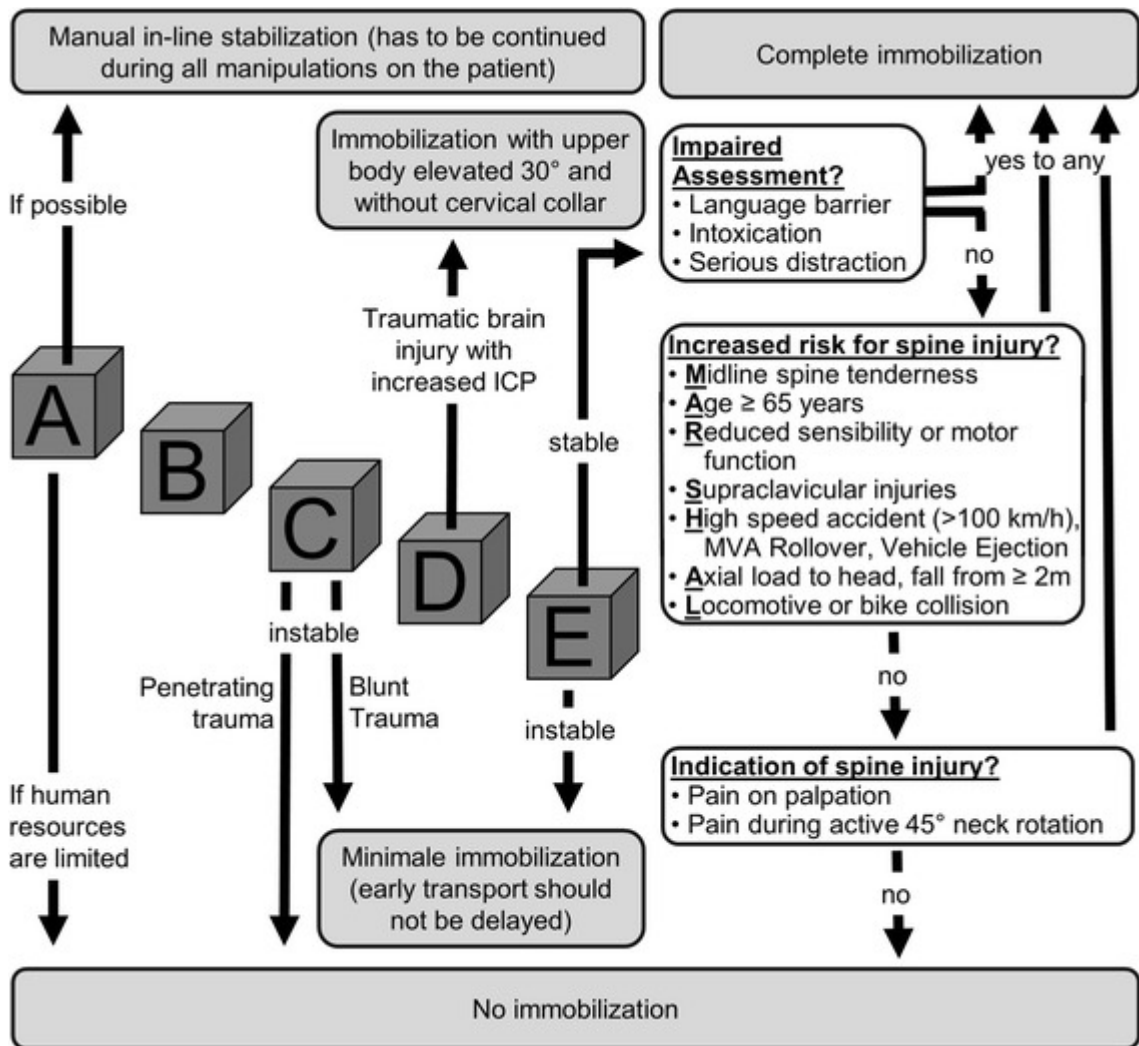 Manual in-line stabilization (has to be continued
during all manipulations on the patient)
Complete immobilization
Immobilization with upper
body elevated 30° and
without cervical collar
If possible
Impaired
Assessment?
• Language barrier
• Intoxication
• Serious distraction
yes to any
no
Traumatic brain
injury with
increased ICP
stable
Increased risk for spine injury?
• Midline spine tenderness
• Age ≥ 65 years
• Reduced sensibility or motor
function
• Supraclavicular injuries
• High speed accident (>100 km/h),
MVA Rollover, Vehicle Ejection
• Axial load to head, fall from ≥ 2m
• Locomotive or bike collision
A
B
C
D
E
instable
Penetrating
trauma
Blunt
Trauma
instable
no
If human
resources
are limited
Indication of spine injury?
• Pain on palpation
• Pain during active 45° neck rotation
Minimale immobilization
(early transport should
not be delayed)
no
No immobilization